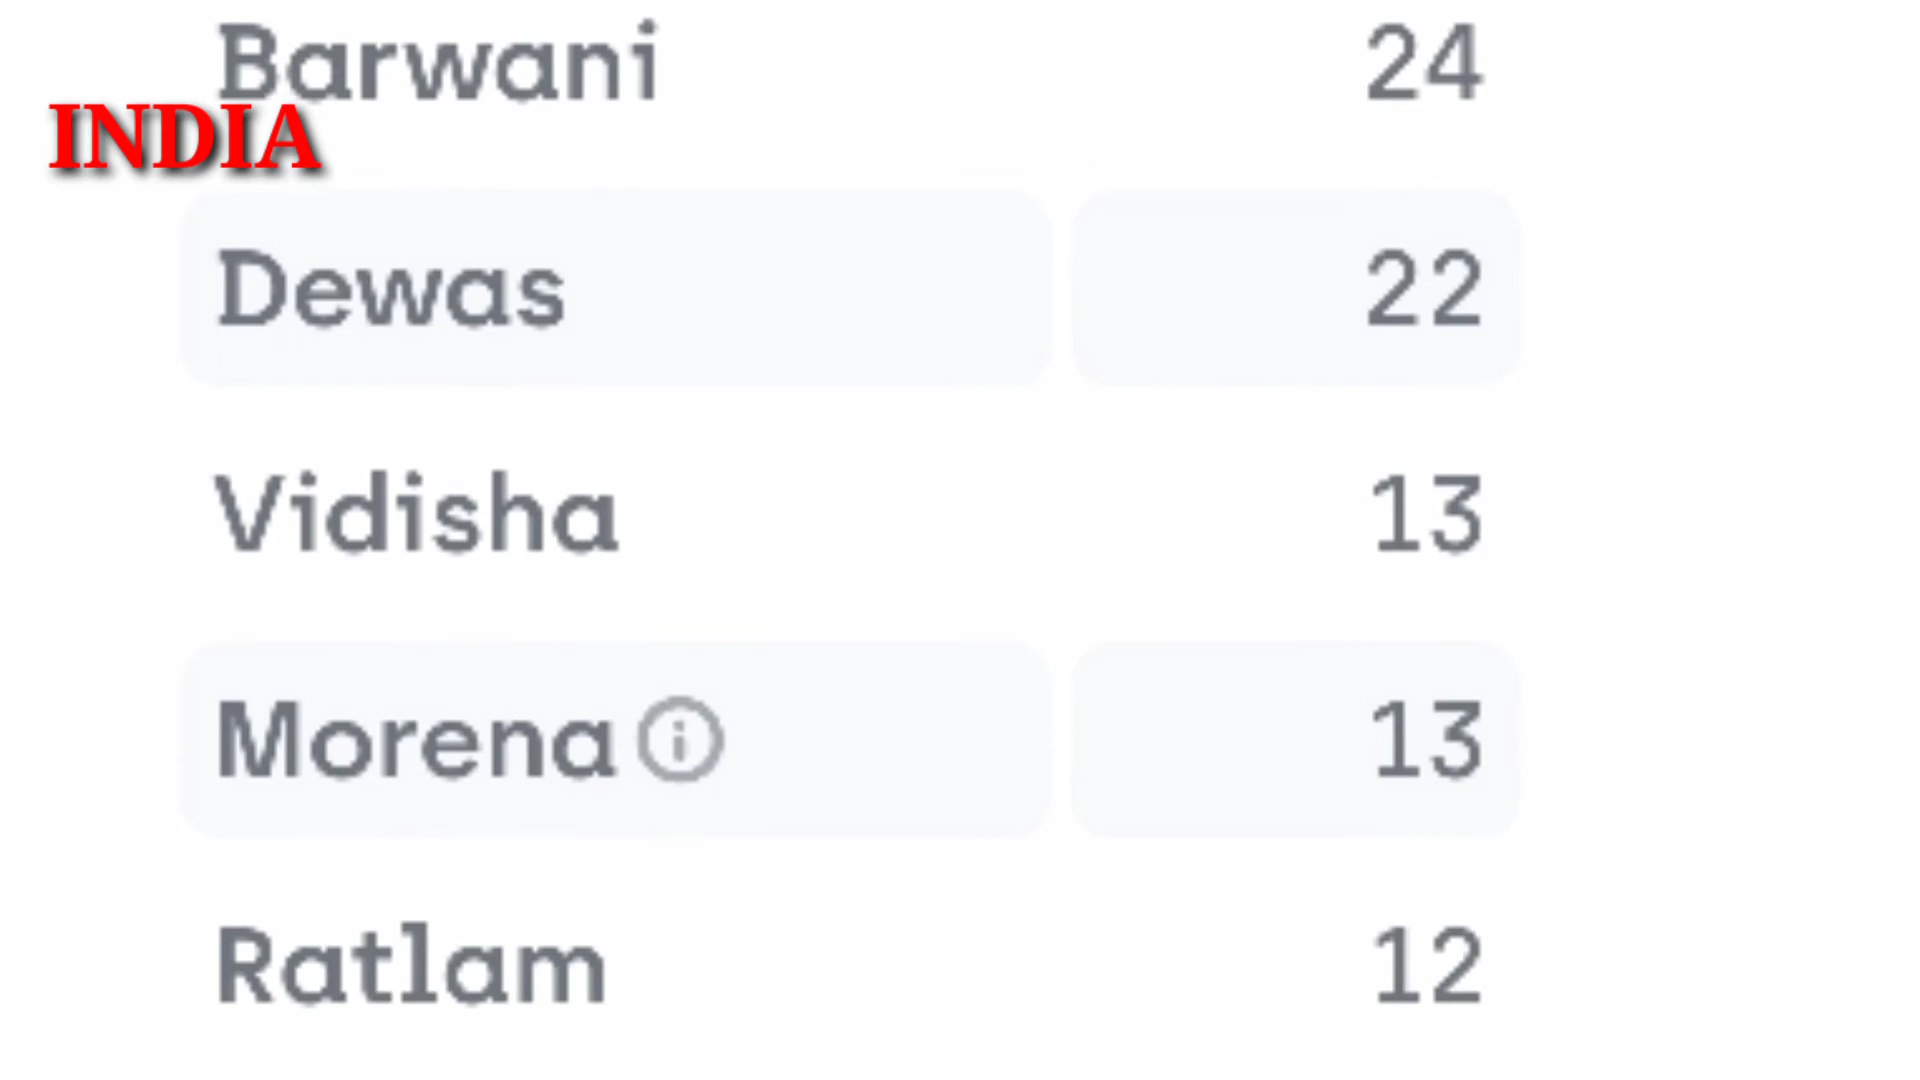 Barwani 24
INDIA
Dewas 22
Vidisha 13
Morena 13
Ratlam 12